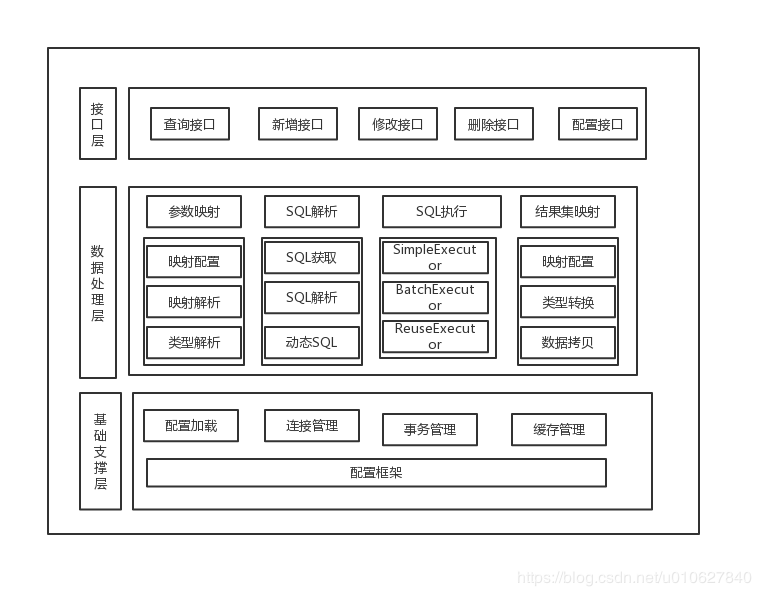 接
口
层
查询接口 新增接口 修改接口 删除接口 配置接口
数
据
处
理
层
参数映射 SQL解析 SQL执行 结果集映射
映射配置
映射解析
类型解析
SQL获取
SQL解析
动态SQL
SimpleExecut
or
BatchExecut
or
ReuseExecut
or
映射配置
类型转换
数据拷贝
基
础
支
撑
层
配置加载 连接管理 事务管理 缓存管理
配置框架
https://blog.csdn.net/u010627840